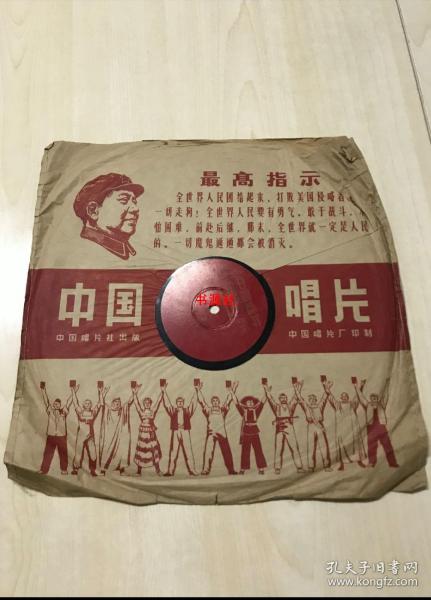 最高指示
全世界人民团结起来，打败美国侵略者
一切走狗！全世界人民要有勇气，敢于战斗，
怕困难，前赴后继，那末，全世界就一定是人民
的。一切魔鬼通通都会被消灭。
中国 唱片
中国唱片社出版 中国唱片厂印制
孔夫子旧书网
www.kongfz.com